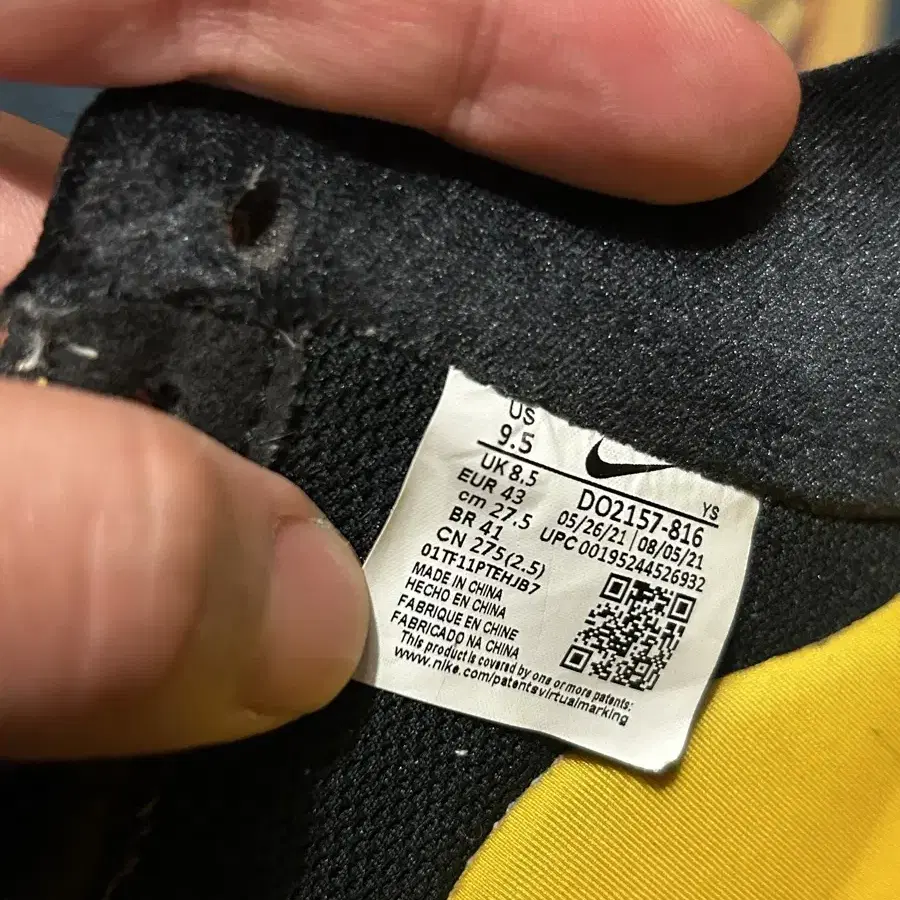 US
9.5
UK 8.5
EUR 43
cm 27.5
BR 41
CN 275(2.5)
01TF11PTEHJB7
YS
DO2157-816
05/26/21 | 08/05/21
UPC 00195244526932
MADE IN CHINA
HECHO EN CHINA
FABRIQUE EN CHINE
FABRICADO NA CHINA
This product is covered by one or more patents:
www.nike.com/patentsvirtualmarking